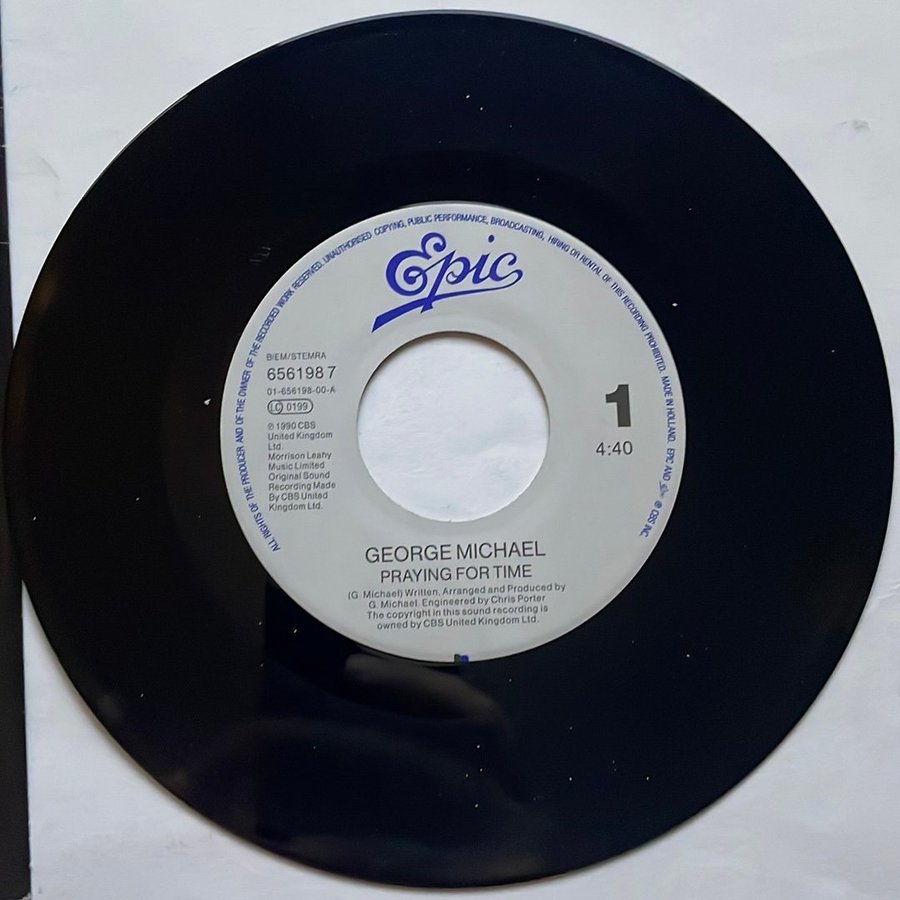 ALL RIGHTS OF THE PRODUCER AND OF THE OWNER OF THE RECORDED WORK RESERVED. UNAUTHORISED COPYING, PUBLIC PERFORMANCE, BROADCASTING, HIRING OR RENTAL OF THIS RECORDING PROHIBITED. MADE IN HOLLAND. EPIC AND ® CBS INC.
Epic
BIEM/STEMRA
656198 7
01-656198-00-A
LC 0199
℗ 1990 CBS
United Kingdom
Ltd.
Morrison Leahy
Music Limited
Original Sound
Recording Made
By CBS United
Kingdom Ltd.
1
4:40
GEORGE MICHAEL
PRAYING FOR TIME
(G. Michael) Written, Arranged and Produced by
G. Michael. Engineered by Chris Porter
The copyright in this sound recording is
owned by CBS United Kingdom Ltd.